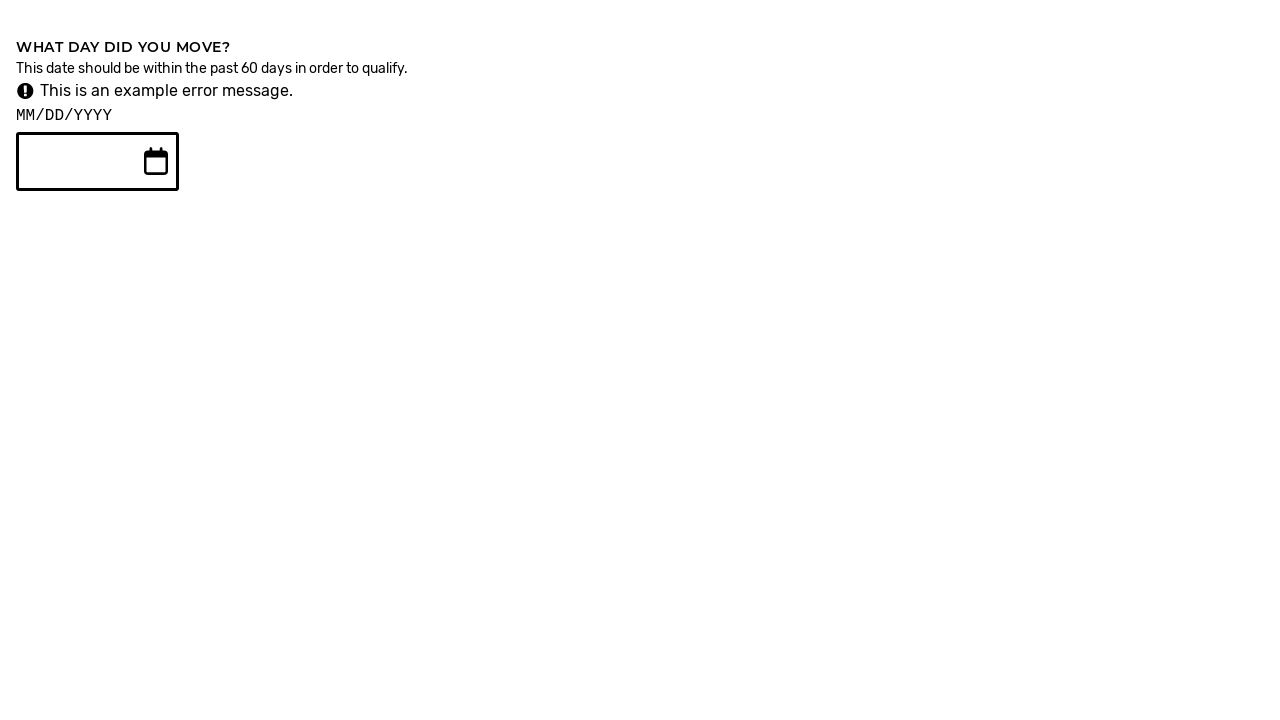 WHAT DAY DID YOU MOVE?
This date should be within the past 60 days in order to qualify.
This is an example error message.
MM/DD/YYYY